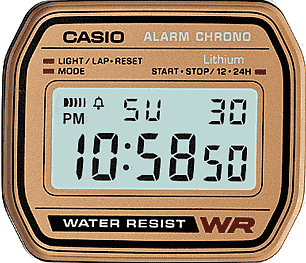 CASIO ALARM CHRONO
LIGHT / LAP • RESET Lithium
MODE START • STOP / 12 • 24H
SU 30
PM
10:58 50
WATER RESIST WR